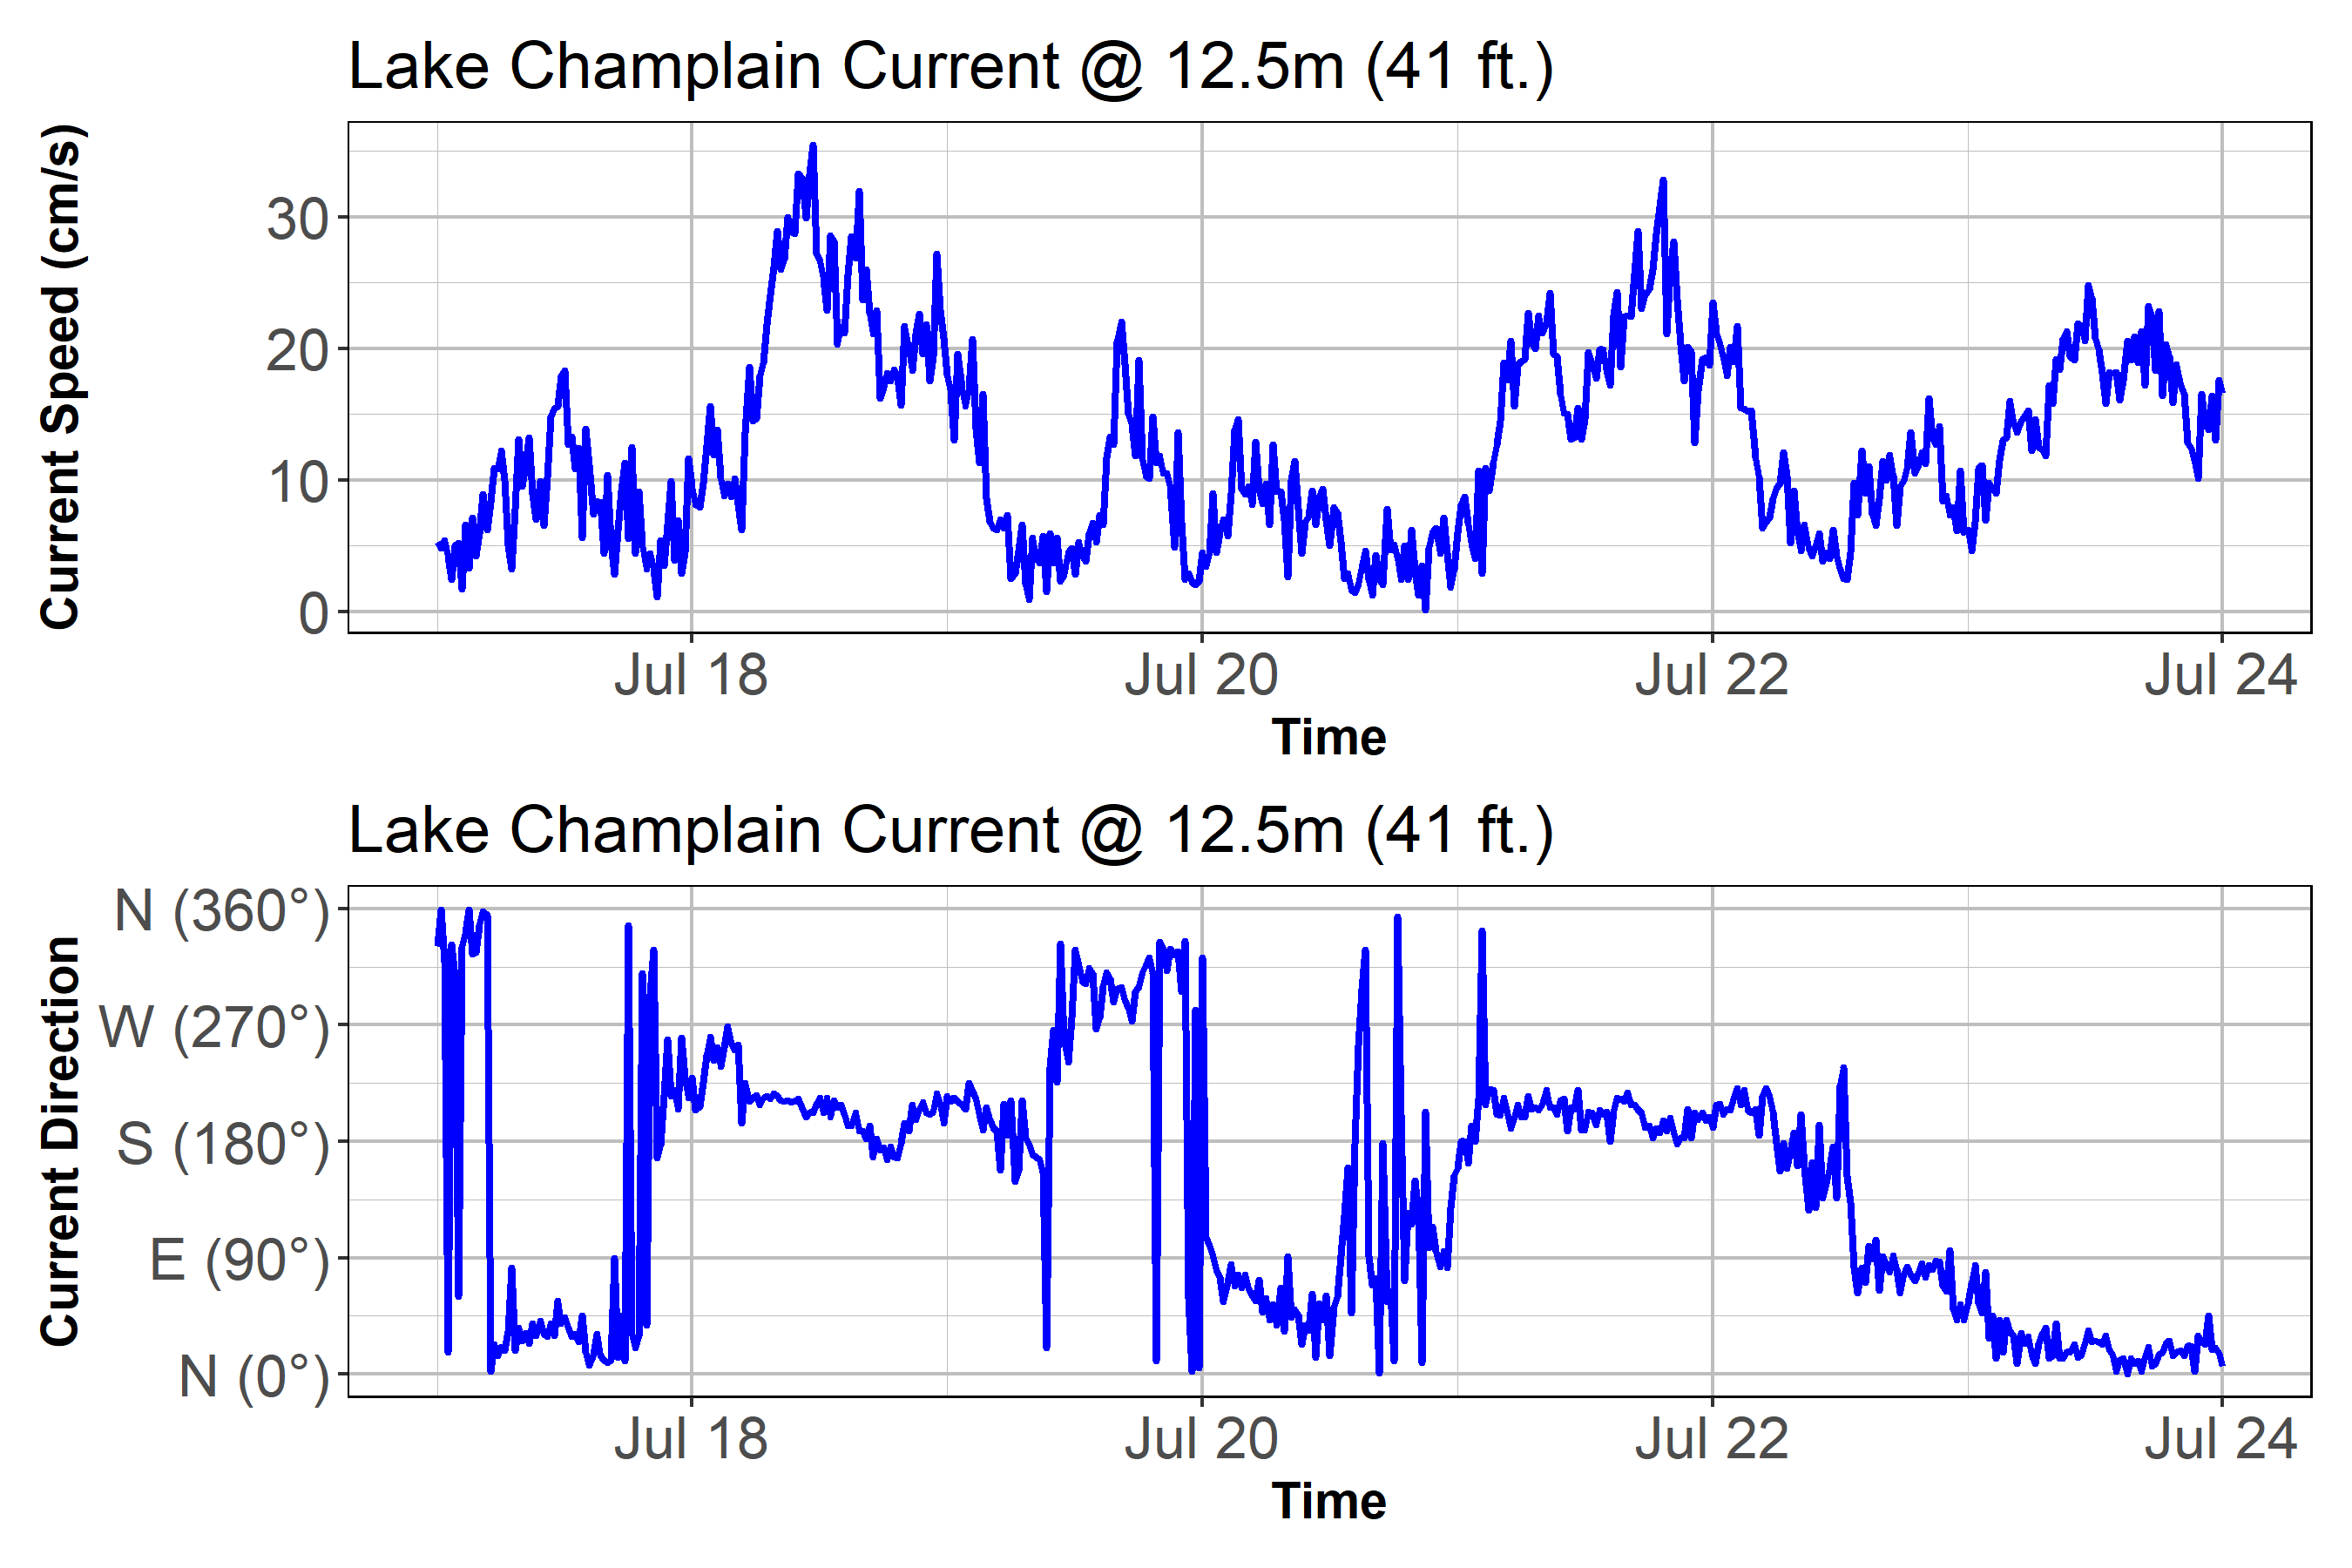 Lake Champlain Current @ 12.5m (41 ft.)
Current Speed (cm/s)
30
20
10
0
Jul 18 Jul 20 Jul 22 Jul 24
Time
Lake Champlain Current @ 12.5m (41 ft.)
Current Direction
N (360°)
W (270°)
S (180°)
E (90°)
N (0°)
Jul 18 Jul 20 Jul 22 Jul 24
Time